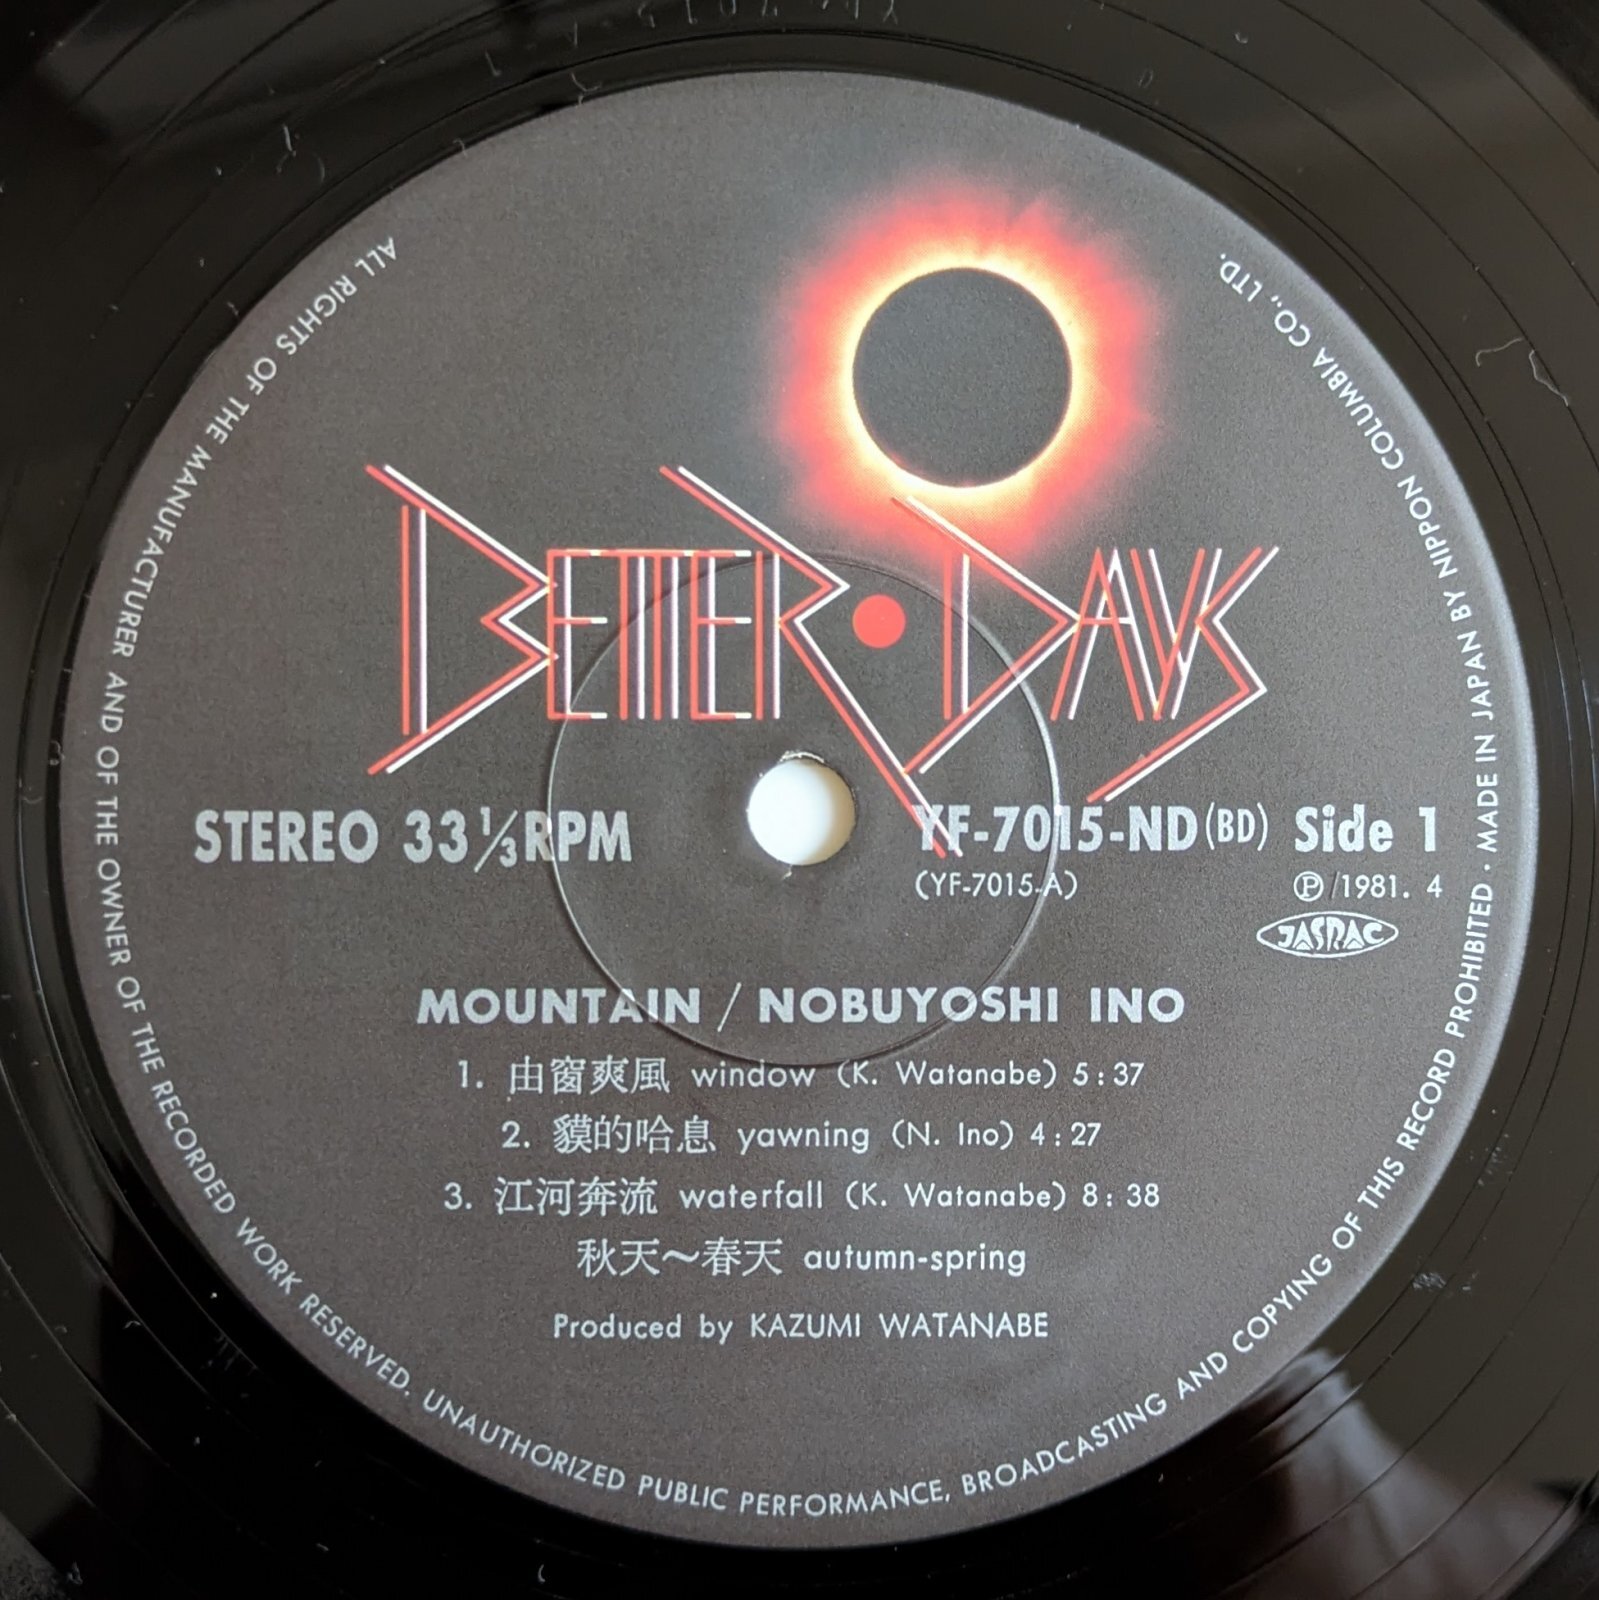 BETTER DAYS
STEREO 33 1/3 RPM
YF-7015-ND (BD) Side 1
(YF-7015-A)
Ⓟ/1981. 4
JASRAC
MOUNTAIN / NOBUYOSHI INO
1. 由窗爽風 window (K. Watanabe) 5:37
2. 貘的哈息 yawning (N. Ino) 4:27
3. 江河奔流 waterfall (K. Watanabe) 8:38
秋天〜春天 autumn-spring
Produced by KAZUMI WATANABE
ALL RIGHTS OF THE MANUFACTURER AND OF THE OWNER OF THE RECORDED WORK RESERVED. UNAUTHORIZED PUBLIC PERFORMANCE, BROADCASTING AND COPYING OF THIS RECORD PROHIBITED · MADE IN JAPAN BY NIPPON COLUMBIA CO., LTD.